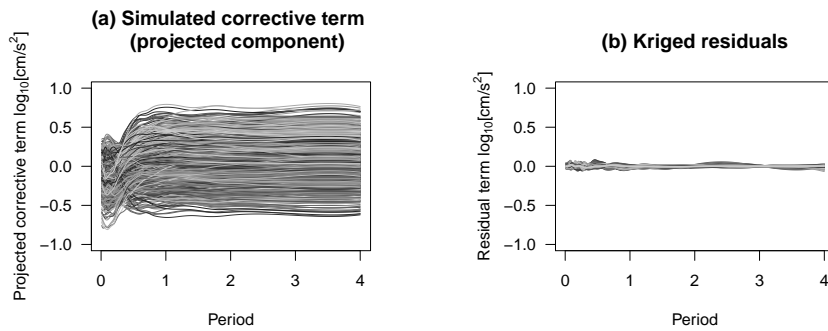 (a) Simulated corrective term
(projected component)
Projected corrective term log₁₀[cm/s²]
1.0
0.5
0.0
−0.5
−1.0
0 1 2 3 4
Period
(b) Kriged residuals
Residual term log₁₀[cm/s²]
1.0
0.5
0.0
−0.5
−1.0
0 1 2 3 4
Period